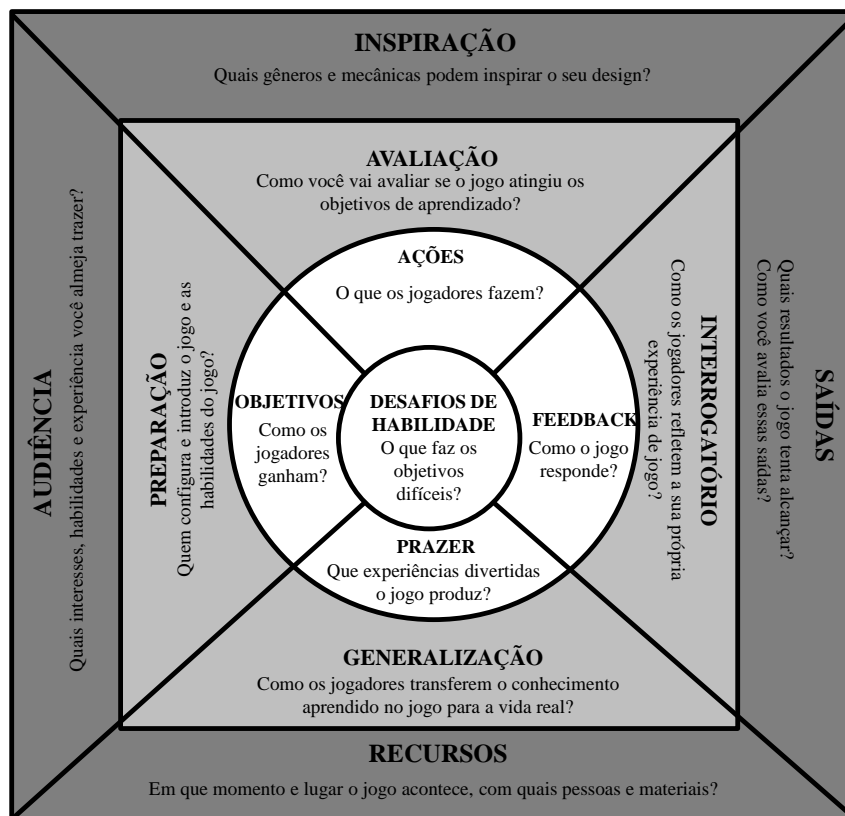 INSPIRAÇÃO
Quais gêneros e mecânicas podem inspirar o seu design?
AVALIAÇÃO
Como você vai avaliar se o jogo atingiu os
objetivos de aprendizado?
AÇÕES
O que os jogadores fazem?
AUDIÊNCIA
Quais interesses, habilidades e experiência você almeja trazer?
PREPARAÇÃO
Quem configura e introduz o jogo e as
habilidades do jogo?
OBJETIVOS
Como os
jogadores
ganham?
DESAFIOS DE
HABILIDADE
O que faz os
objetivos
difíceis?
FEEDBACK
Como o jogo
responde?
INTERROGATÓRIO
Como os jogadores refletem a sua própria
experiência de jogo?
SAÍDAS
Quais resultados o jogo tenta alcançar?
Como você avalia essas saídas?
PRAZER
Que experiências divertidas
o jogo produz?
GENERALIZAÇÃO
Como os jogadores transferem o conhecimento
aprendido no jogo para a vida real?
RECURSOS
Em que momento e lugar o jogo acontece, com quais pessoas e materiais?